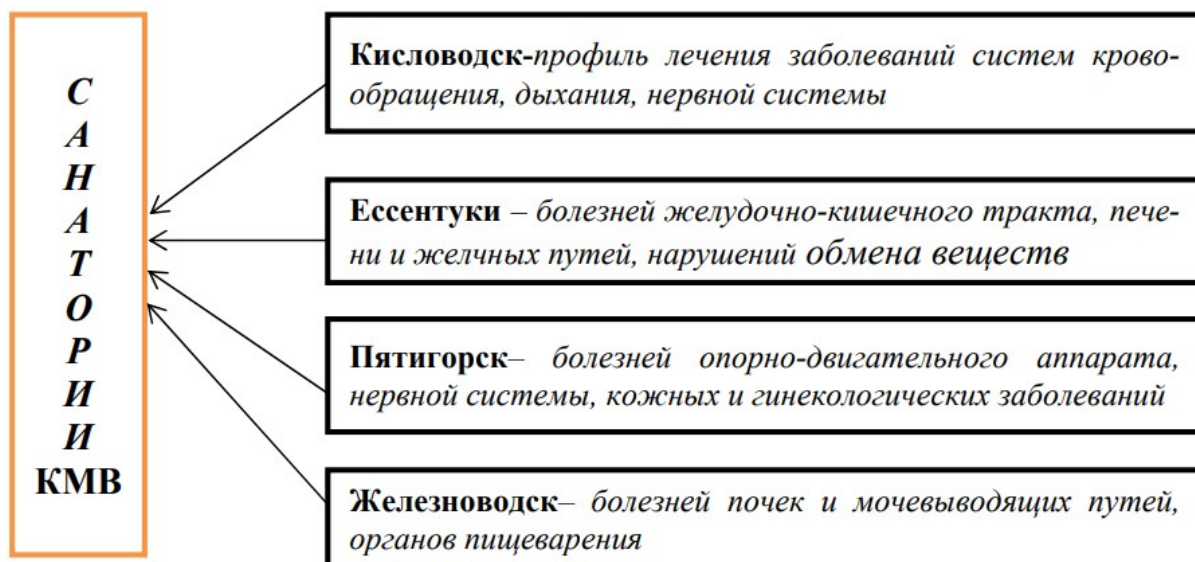 С
А
Н
А
Т
О
Р
И
И
КМВ
Кисловодск-профиль лечения заболеваний систем крово-
обращения, дыхания, нервной системы
Ессентуки – болезней желудочно-кишечного тракта, пече-
ни и желчных путей, нарушений обмена веществ
Пятигорск– болезней опорно-двигательного аппарата,
нервной системы, кожных и гинекологических заболеваний
Железноводск– болезней почек и мочевыводящих путей,
органов пищеварения